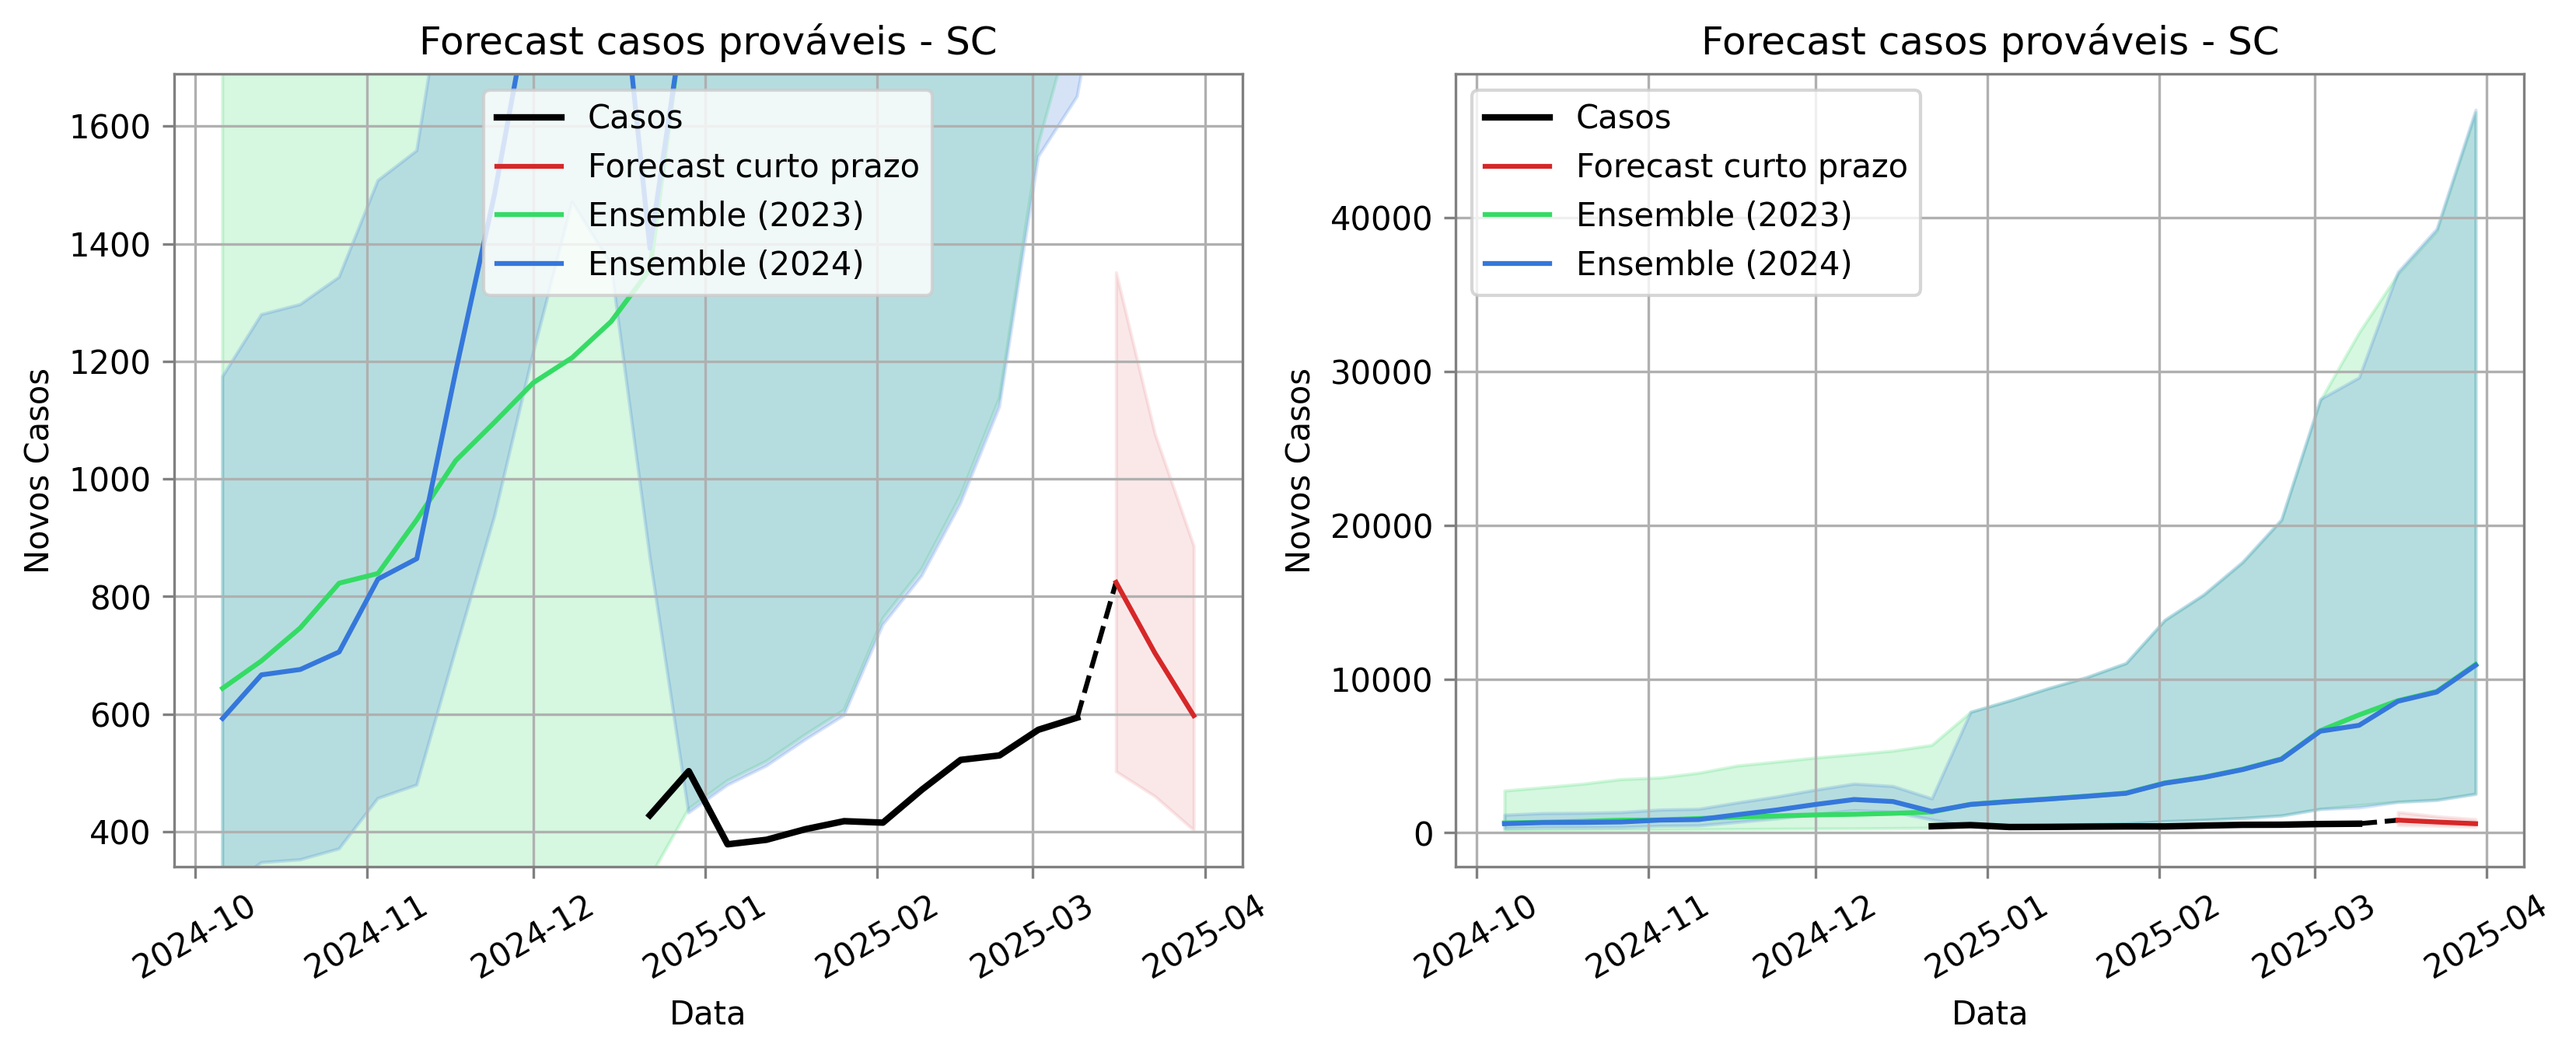 Forecast casos prováveis - SC
Novos Casos
1600
1400
1200
1000
800
600
400
Casos
Forecast curto prazo
Ensemble (2023)
Ensemble (2024)
2024-10
2024-11
2024-12
2025-01
2025-02
2025-03
2025-04
Data
Forecast casos prováveis - SC
Novos Casos
40000
30000
20000
10000
0
Casos
Forecast curto prazo
Ensemble (2023)
Ensemble (2024)
2024-10
2024-11
2024-12
2025-01
2025-02
2025-03
2025-04
Data